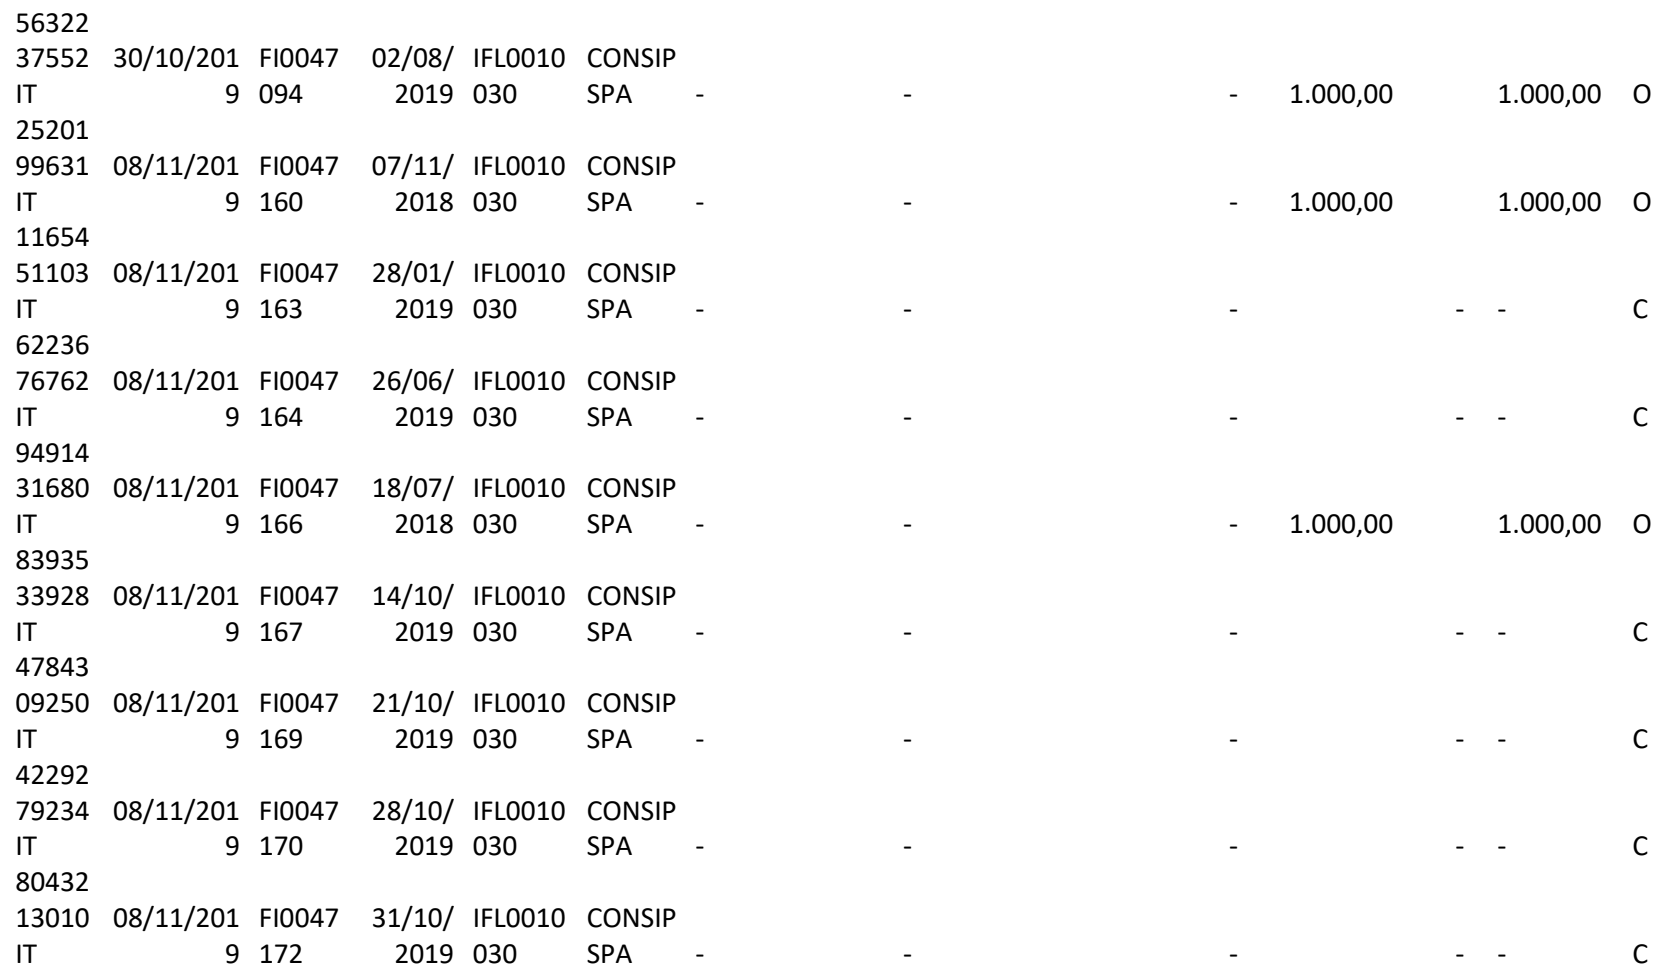 56322
37552 30/10/201 FI0047 02/08/ IFL0010 CONSIP
IT 9 094 2019 030 SPA - - - 1.000,00 1.000,00 O
25201
99631 08/11/201 FI0047 07/11/ IFL0010 CONSIP
IT 9 160 2018 030 SPA - - - 1.000,00 1.000,00 O
11654
51103 08/11/201 FI0047 28/01/ IFL0010 CONSIP
IT 9 163 2019 030 SPA - - - - - C
62236
76762 08/11/201 FI0047 26/06/ IFL0010 CONSIP
IT 9 164 2019 030 SPA - - - - - C
94914
31680 08/11/201 FI0047 18/07/ IFL0010 CONSIP
IT 9 166 2018 030 SPA - - - 1.000,00 1.000,00 O
83935
33928 08/11/201 FI0047 14/10/ IFL0010 CONSIP
IT 9 167 2019 030 SPA - - - - - C
47843
09250 08/11/201 FI0047 21/10/ IFL0010 CONSIP
IT 9 169 2019 030 SPA - - - - - C
42292
79234 08/11/201 FI0047 28/10/ IFL0010 CONSIP
IT 9 170 2019 030 SPA - - - - - C
80432
13010 08/11/201 FI0047 31/10/ IFL0010 CONSIP
IT 9 172 2019 030 SPA - - - - - C